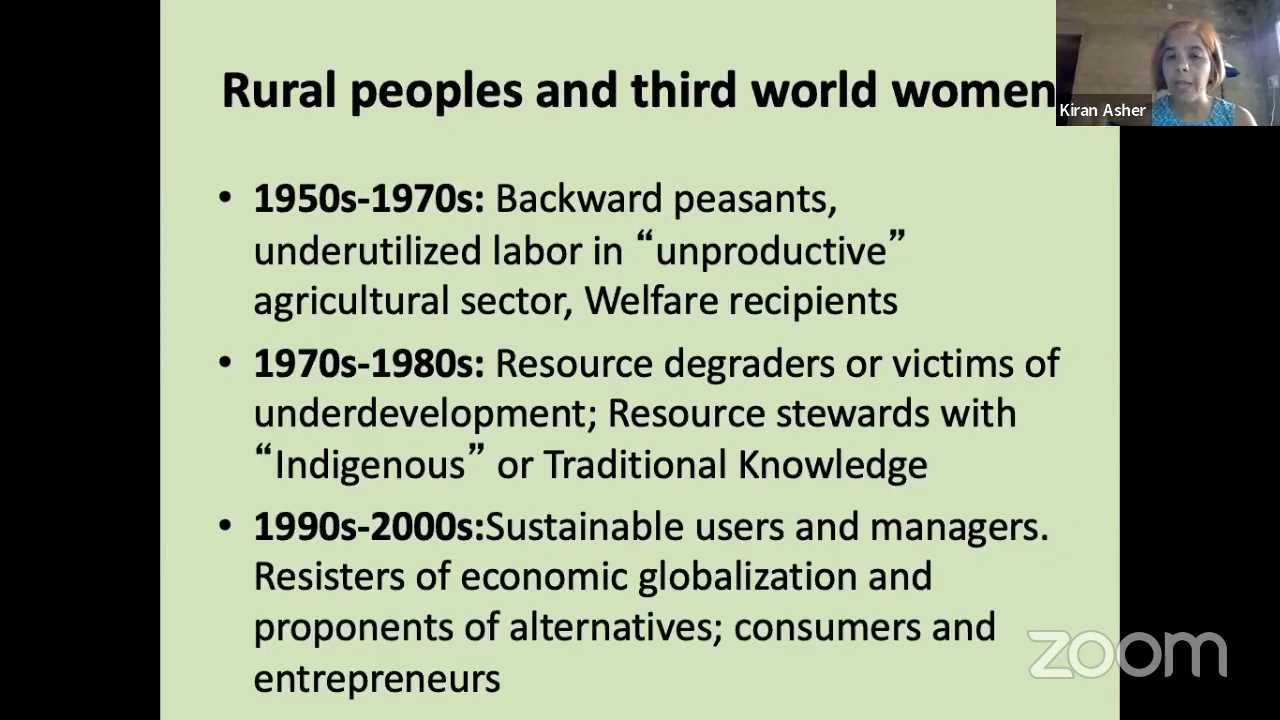 Rural peoples and third world women
Kiran Asher
• 1950s-1970s: Backward peasants,
underutilized labor in “unproductive”
agricultural sector, Welfare recipients
• 1970s-1980s: Resource degraders or victims of
underdevelopment; Resource stewards with
“Indigenous” or Traditional Knowledge
• 1990s-2000s:Sustainable users and managers.
Resisters of economic globalization and
proponents of alternatives; consumers and
entrepreneurs
zoom